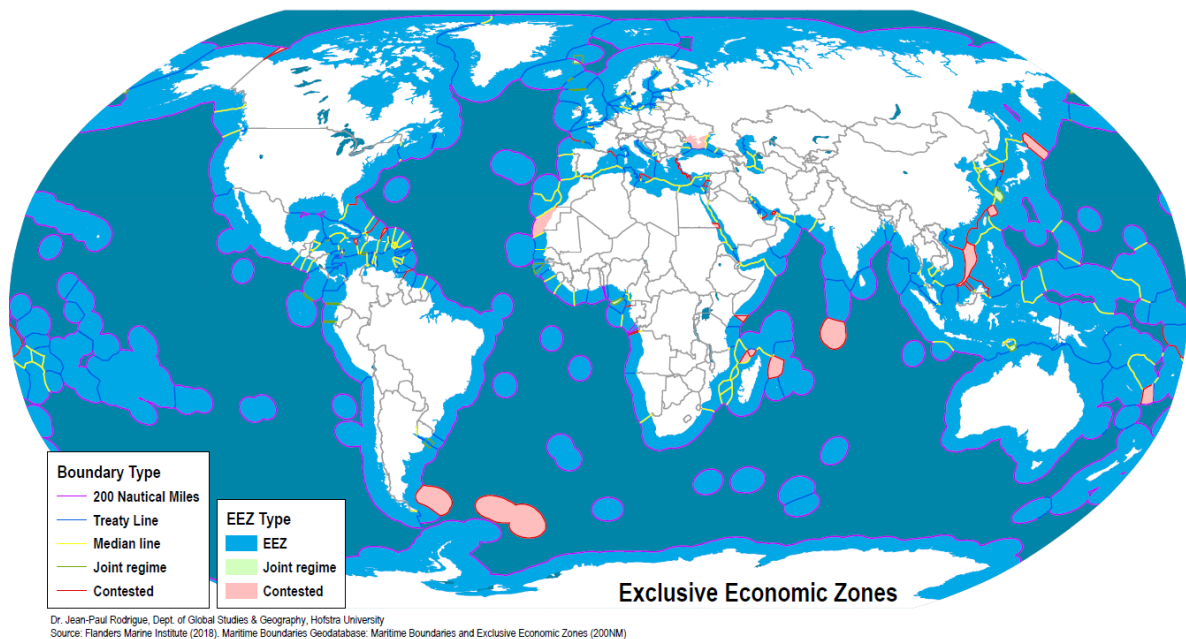 Boundary Type
200 Nautical Miles
Treaty Line
Median line
Joint regime
Contested
EEZ Type
EEZ
Joint regime
Contested
Exclusive Economic Zones
Dr. Jean-Paul Rodrigue, Dept. of Global Studies & Geography, Hofstra University
Source: Flanders Marine Institute (2018). Maritime Boundaries Geodatabase: Maritime Boundaries and Exclusive Economic Zones (200NM)